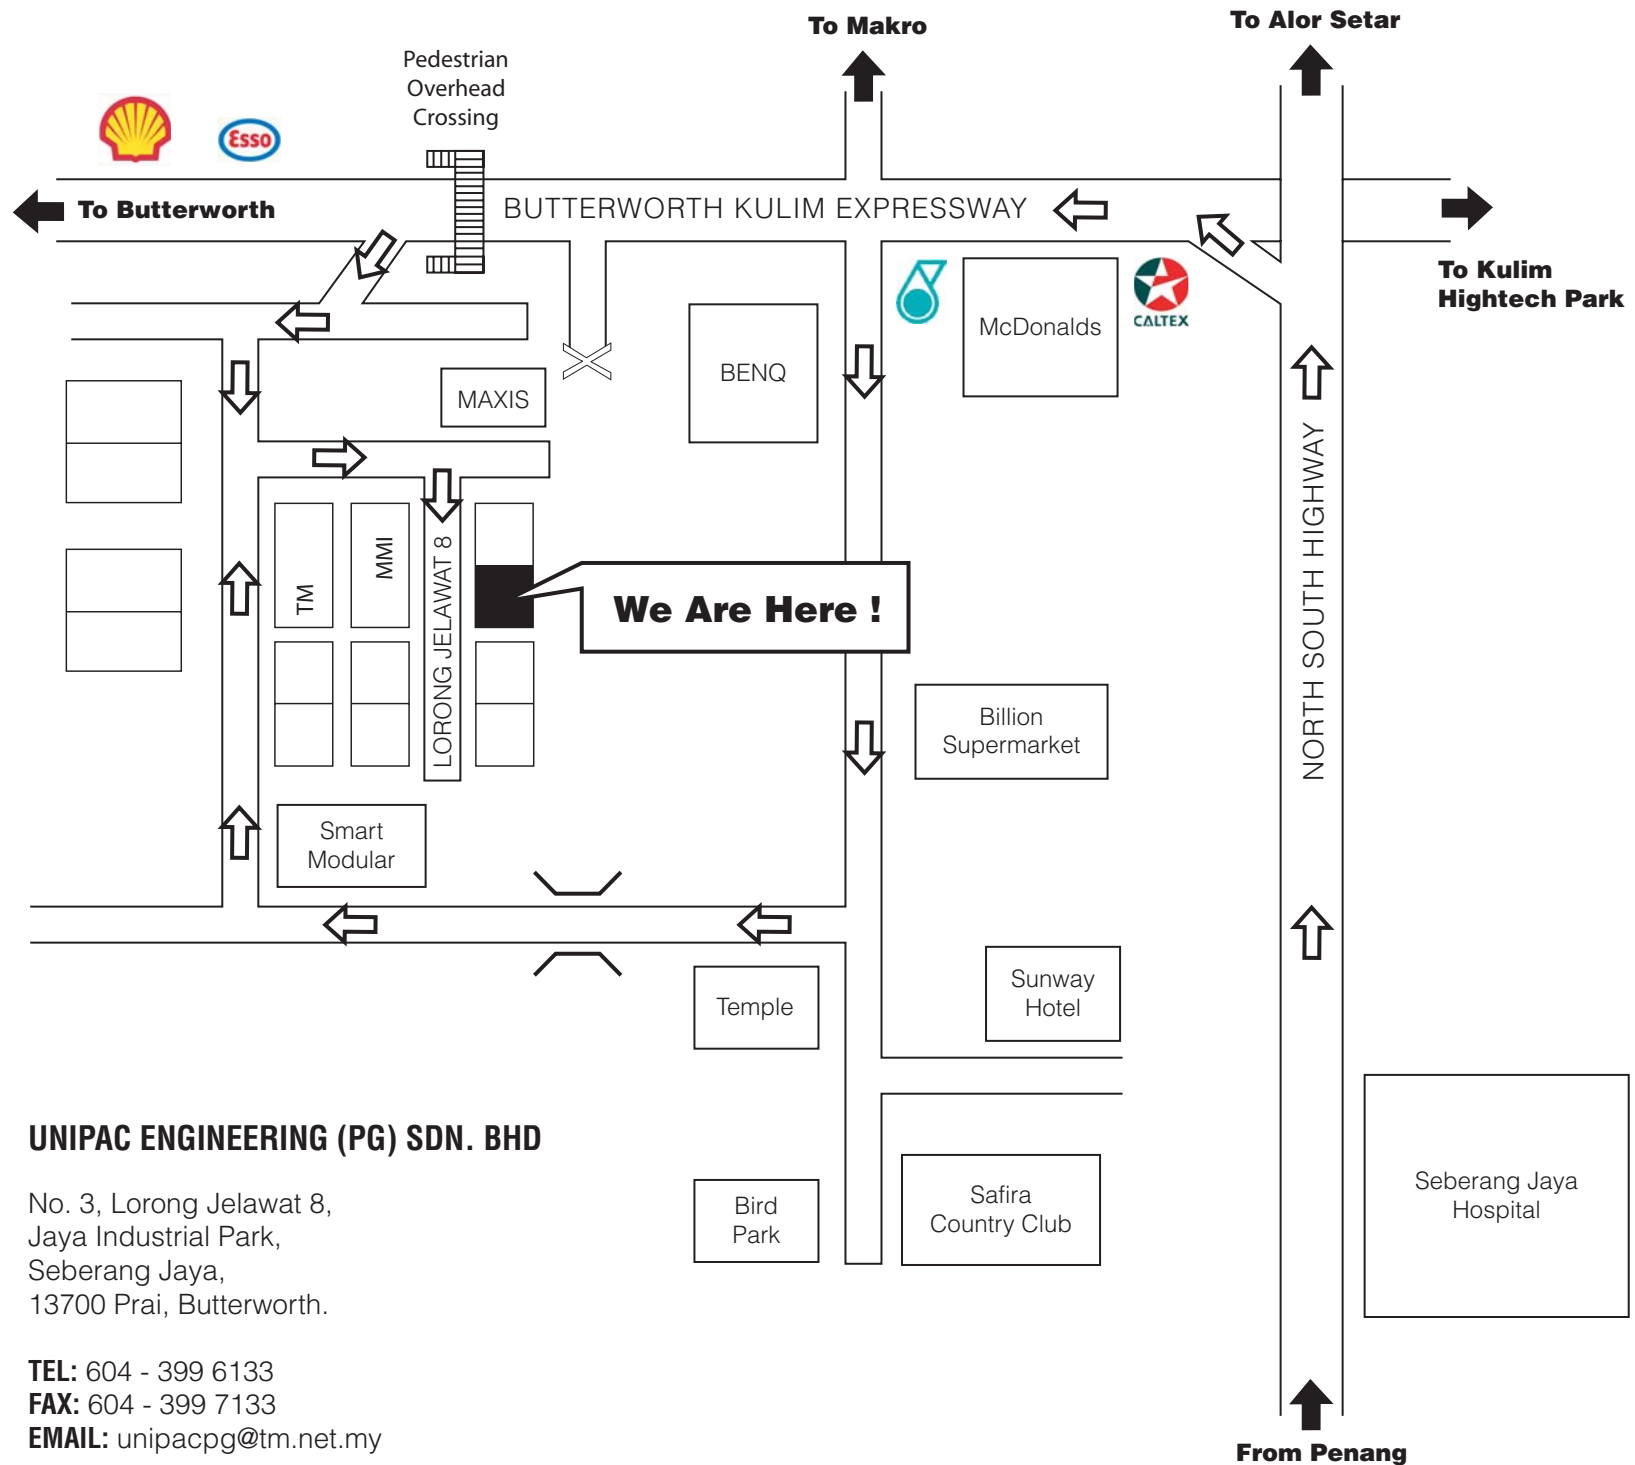 To Makro
To Alor Setar
Pedestrian
Overhead
Crossing
Esso
To Butterworth
BUTTERWORTH KULIM EXPRESSWAY
To Kulim
Hightech Park
McDonalds
CALTEX
BENQ
MAXIS
NORTH SOUTH HIGHWAY
TM
MMI
LORONG JELAWAT 8
We Are Here !
Billion
Supermarket
Smart
Modular
Temple
Sunway
Hotel
Bird
Park
Safira
Country Club
Seberang Jaya
Hospital
From Penang
UNIPAC ENGINEERING (PG) SDN. BHD
No. 3, Lorong Jelawat 8,
Jaya Industrial Park,
Seberang Jaya,
13700 Prai, Butterworth.
TEL: 604 - 399 6133
FAX: 604 - 399 7133
EMAIL: unipacpg@tm.net.my